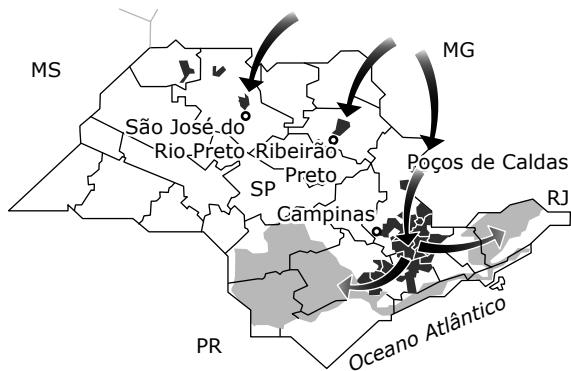 MG
MS
São José do
Rio Preto
Ribeirão
Preto
Poços de Caldas
SP
RJ
Campinas
PR
Oceano Atlântico